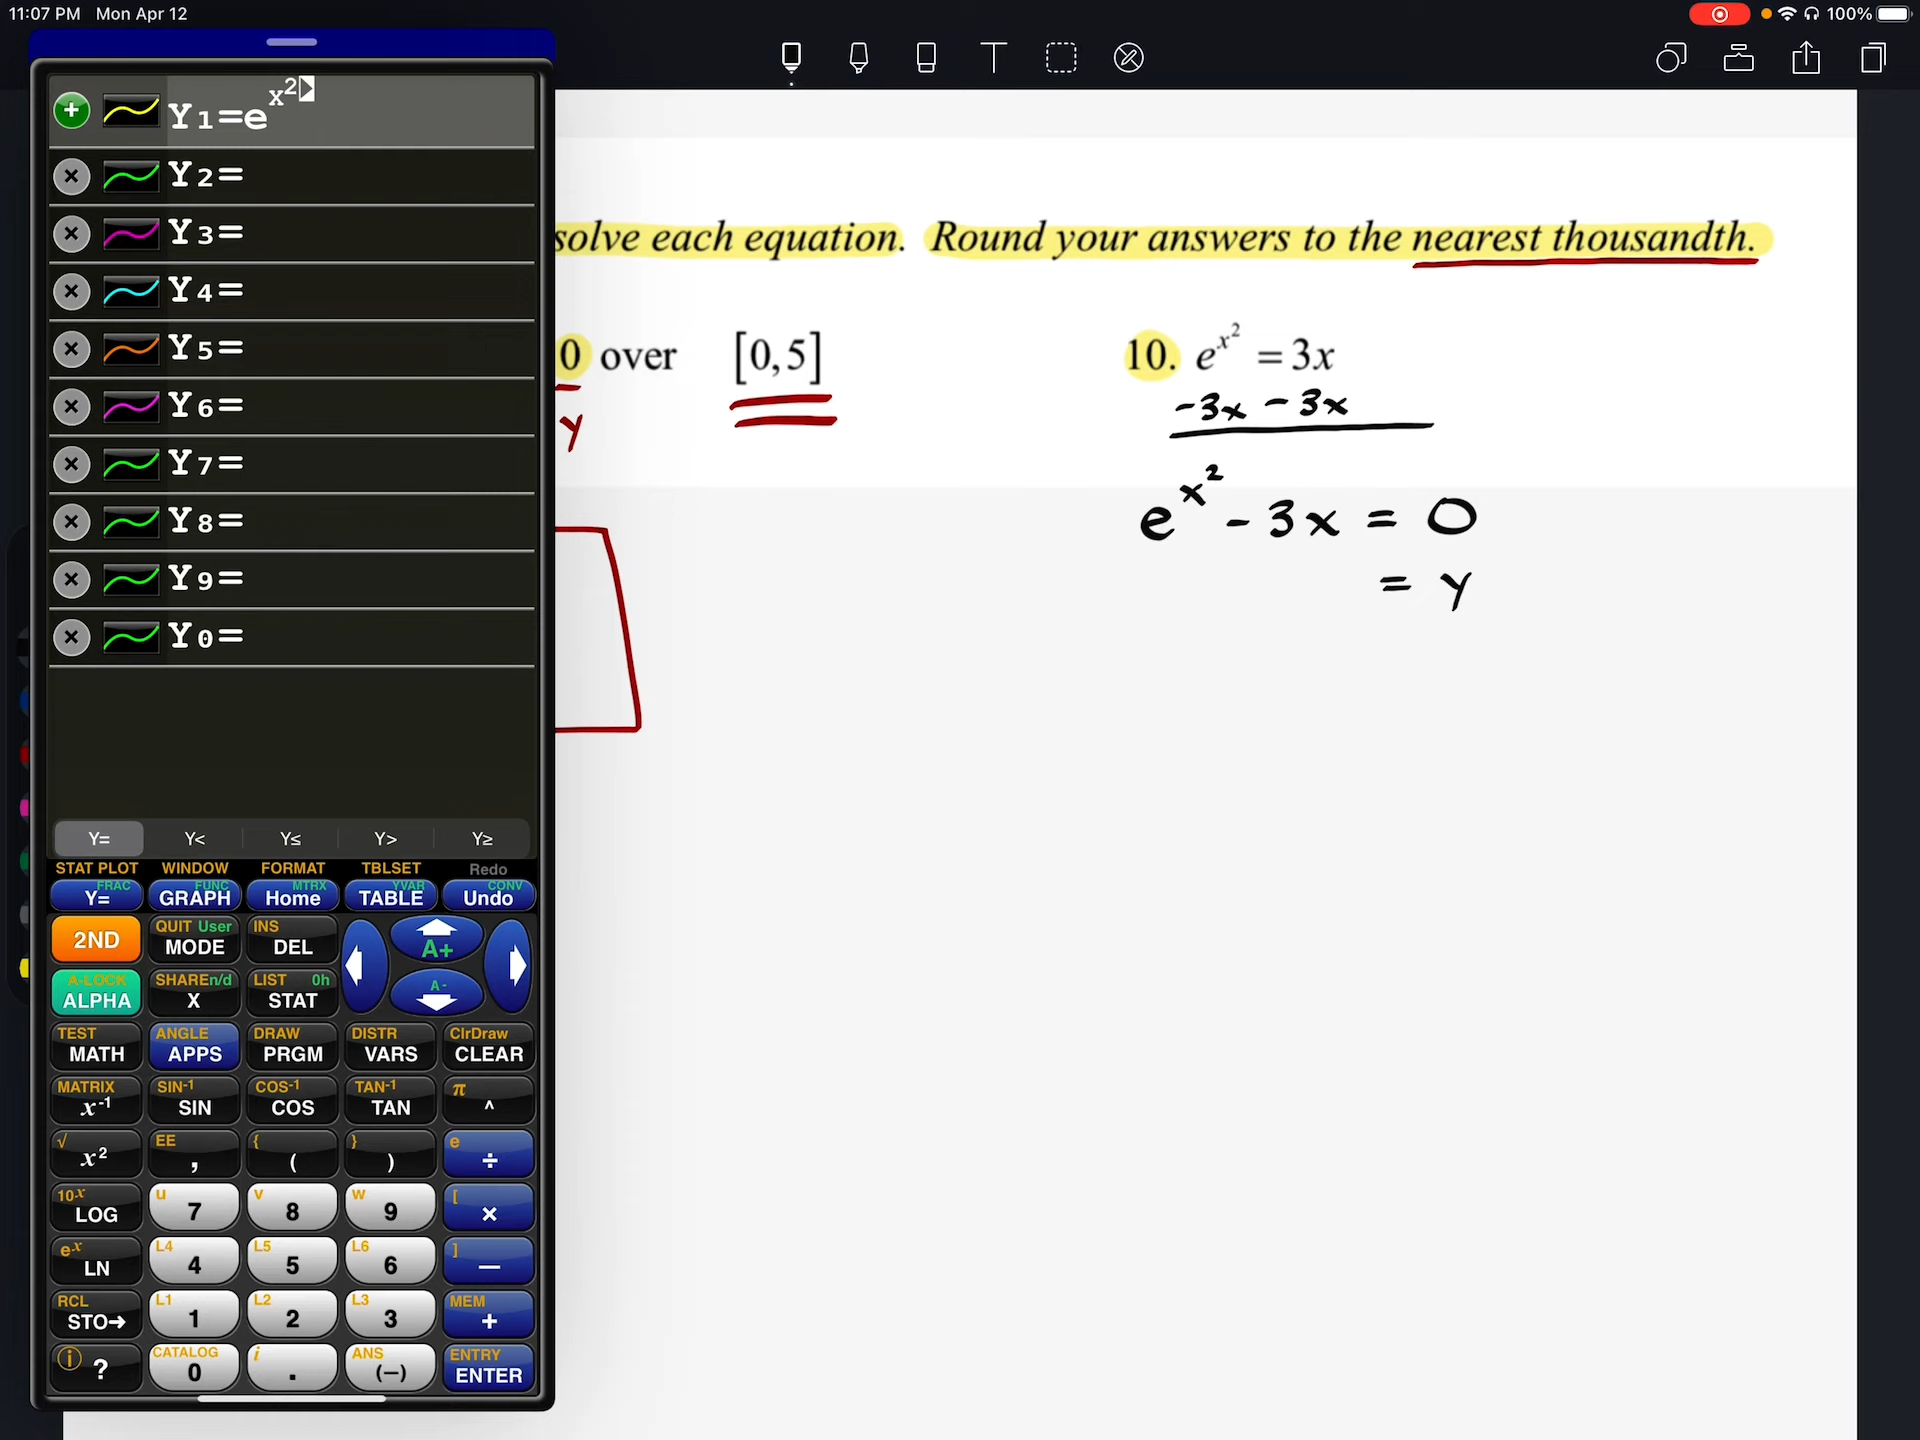 11:07 PM Mon Apr 12
100%
Y1=e^x²
Y2=
Y3=
Y4=
Y5=
Y6=
Y7=
Y8=
Y9=
Y0=
Y= Y< Y≤ Y> Y≥
STAT PLOT WINDOW FORMAT TBLSET Redo
FRAC FUNC MTRX YVAR CONV
Y= GRAPH Home TABLE Undo
QUIT User INS
2ND MODE DEL A+
A-LOCK SHARE n/d LIST 0h A-
ALPHA X STAT
TEST ANGLE DRAW DISTR ClrDraw
MATH APPS PRGM VARS CLEAR
MATRIX SIN-1 COS-1 TAN-1 π
x-1 SIN COS TAN ^
√ EE { } e
x² , ( ) ÷
10x u v w [
LOG 7 8 9 ×
ex L4 L5 L6 ]
LN 4 5 6 —
RCL L1 L2 L3 MEM
STO→ 1 2 3 +
i CATALOG i ANS ENTRY
? 0 . (−) ENTER
solve each equation. Round your answers to the nearest thousandth.
0 over [0,5]
y
10. e^x² = 3x
-3x -3x
e^x² - 3x = 0
= y